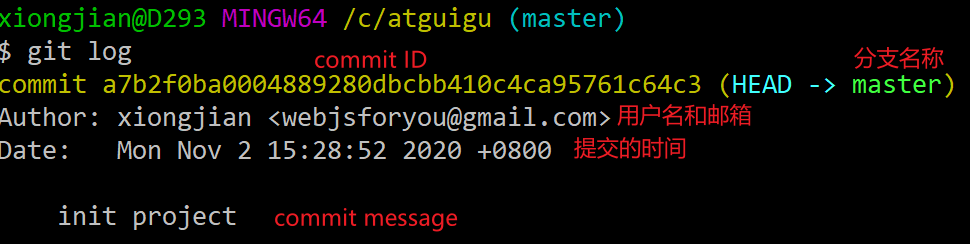 xiongjian@D293 MINGW64 /c/atguigu (master)
$ git log
commit ID 分支名称
commit a7b2f0ba0004889280dbcbb410c4ca95761c64c3 (HEAD -> master)
Author: xiongjian <webjsforyou@gmail.com> 用户名和邮箱
Date: Mon Nov 2 15:28:52 2020 +0800 提交的时间
init project commit message